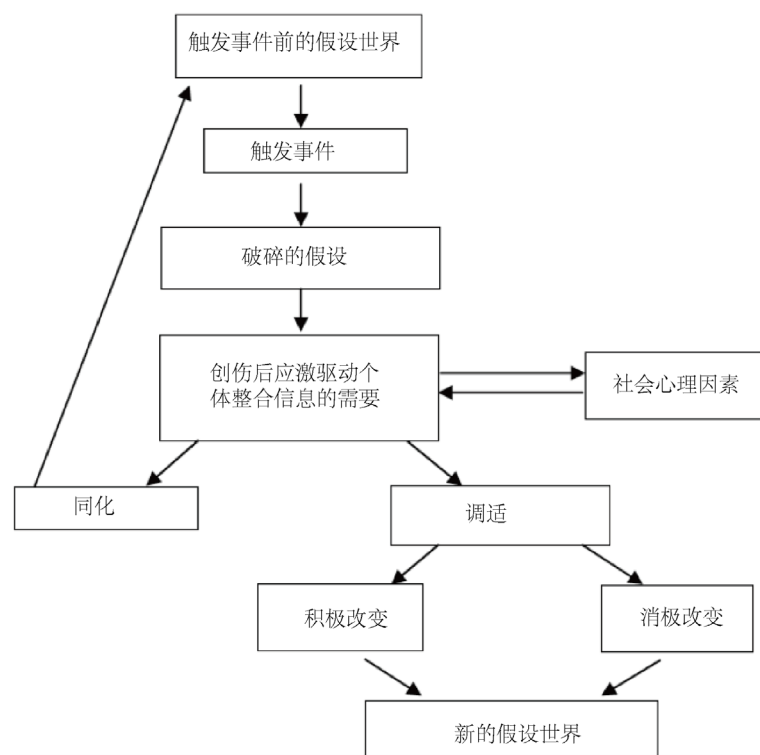 触发事件前的假设世界
触发事件
破碎的假设
创伤后应激驱动个
体整合信息的需要
社会心理因素
同化
调适
积极改变
消极改变
新的假设世界